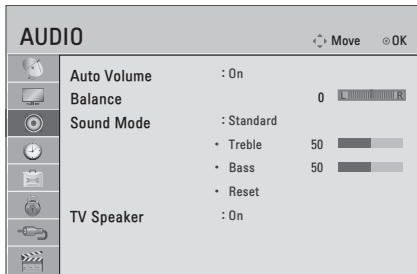 AUDIO Move OK
Auto Volume : On
Balance 0 L R
Sound Mode : Standard
• Treble 50
• Bass 50
• Reset
TV Speaker : On